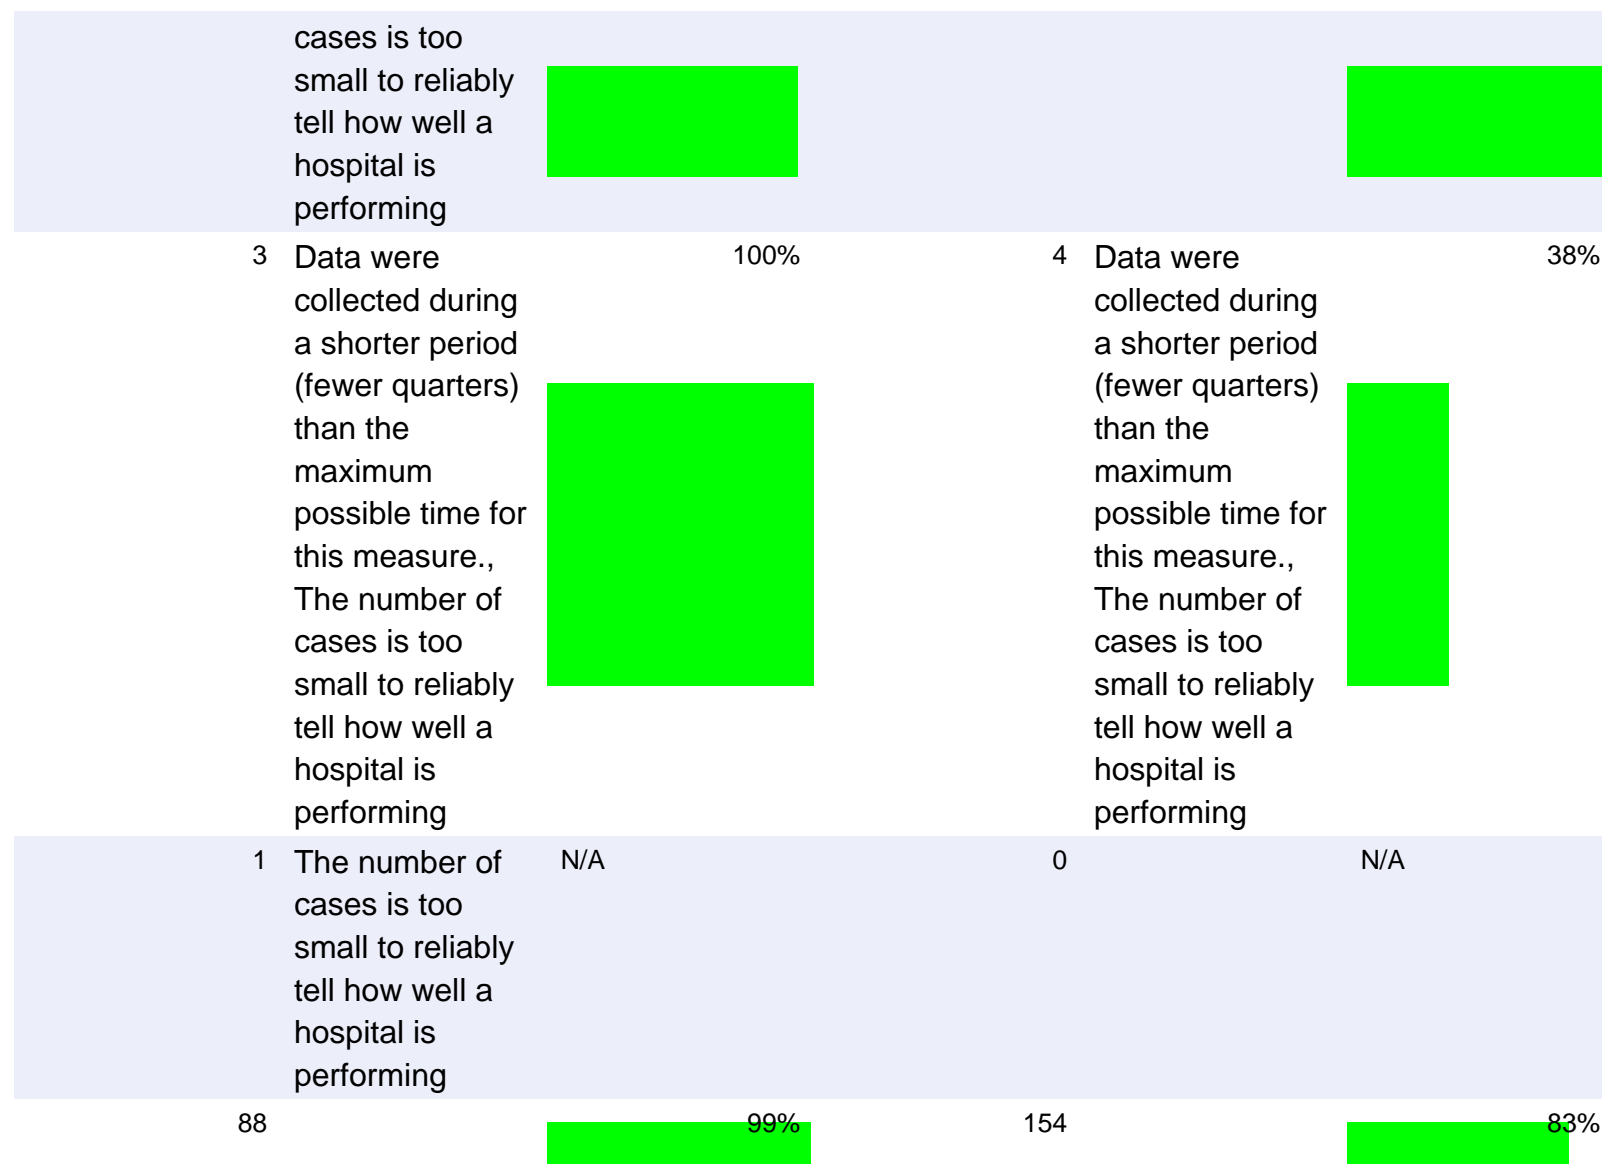 cases is too
small to reliably
tell how well a
hospital is
performing
3 Data were 100% 4 Data were 38%
collected during collected during
a shorter period a shorter period
(fewer quarters) (fewer quarters)
than the than the
maximum maximum
possible time for possible time for
this measure., this measure.,
The number of The number of
cases is too cases is too
small to reliably small to reliably
tell how well a tell how well a
hospital is hospital is
performing performing
1 The number of N/A 0 N/A
cases is too
small to reliably
tell how well a
hospital is
performing
88 99% 154 83%